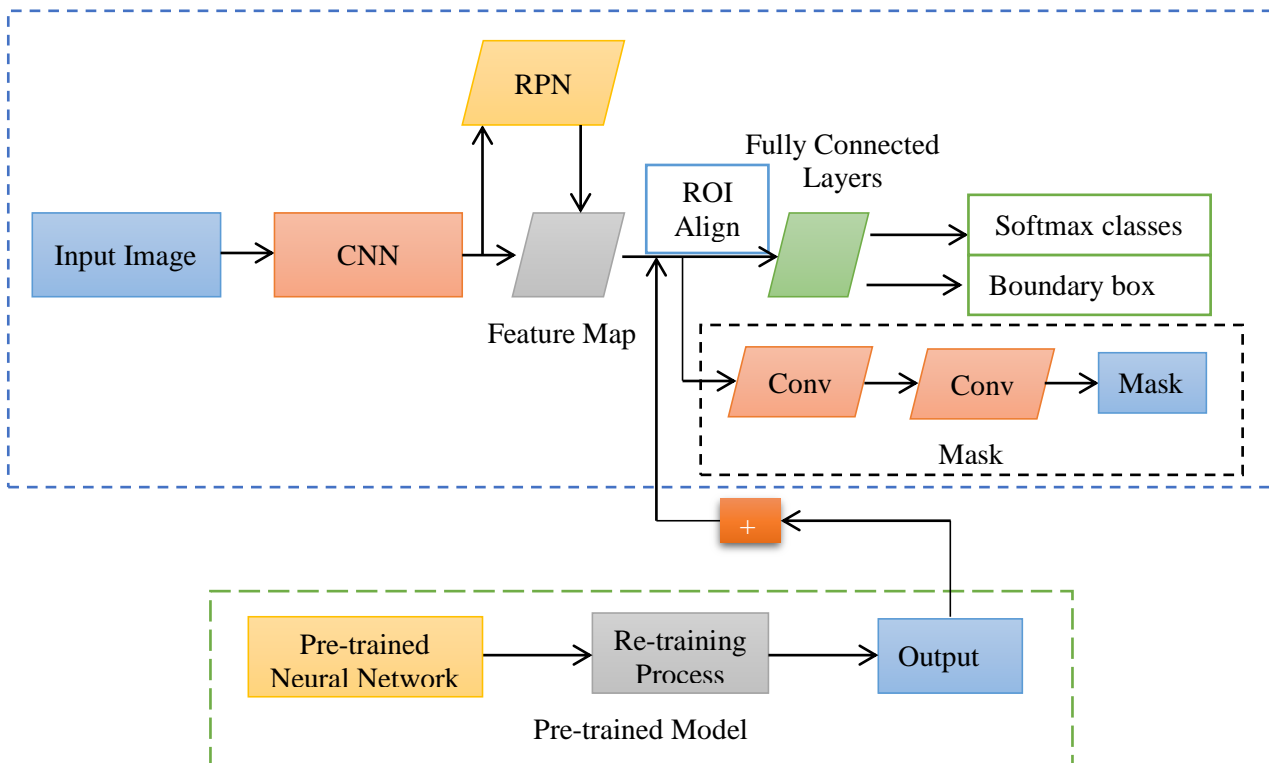 RPN
Fully Connected
Layers
ROI
Align
Input Image
CNN
Softmax classes
Boundary box
Feature Map
Conv
Conv
Mask
Mask
+
Pre-trained
Neural Network
Re-training
Process
Output
Pre-trained Model